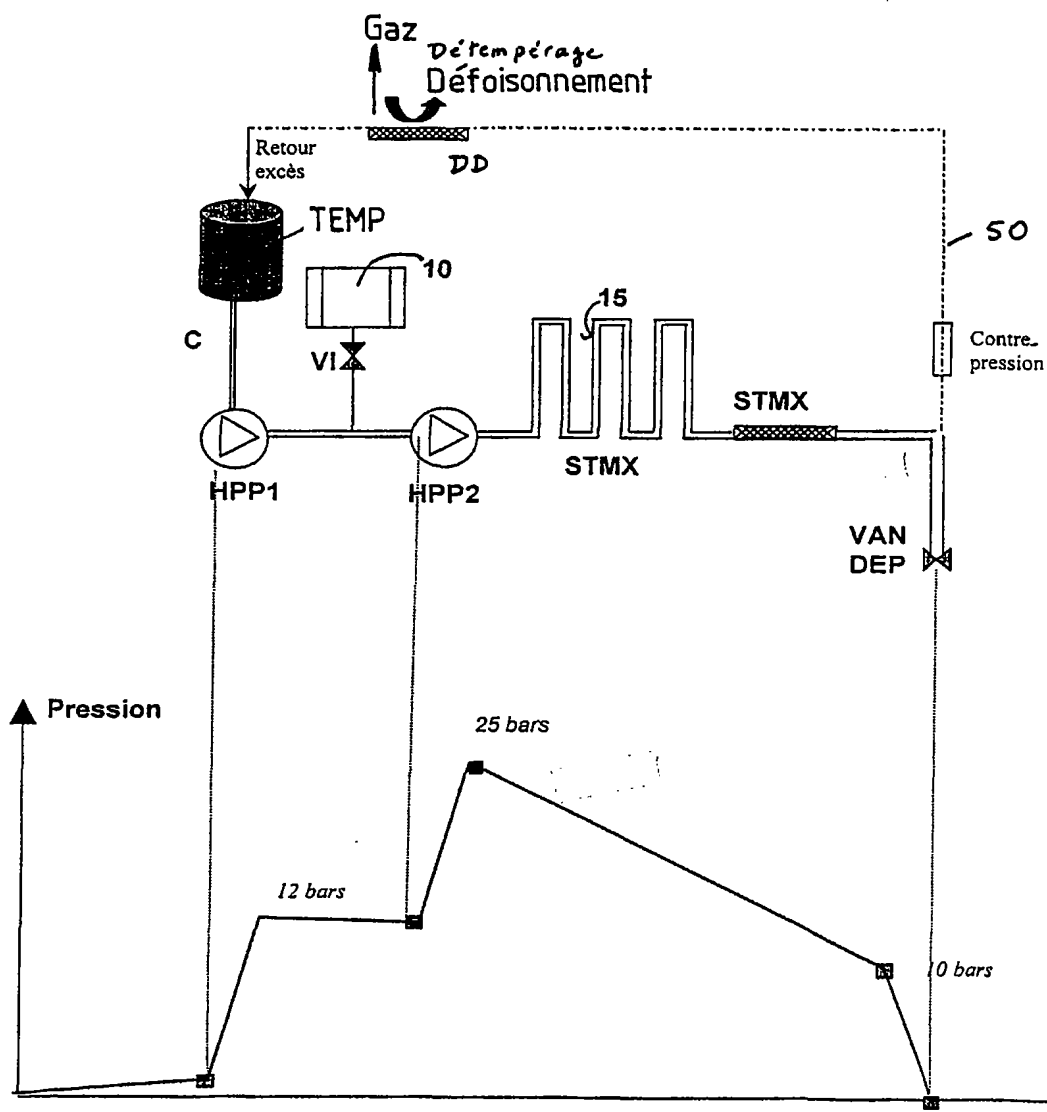 Gaz
Détempérage
Défoisonnement
Retour
excès
DD
TEMP
50
10
15
C
VI
Contre-
pression
STMX
STMX
HPP1
HPP2
VAN
DEP
Pression
25 bars
12 bars
10 bars